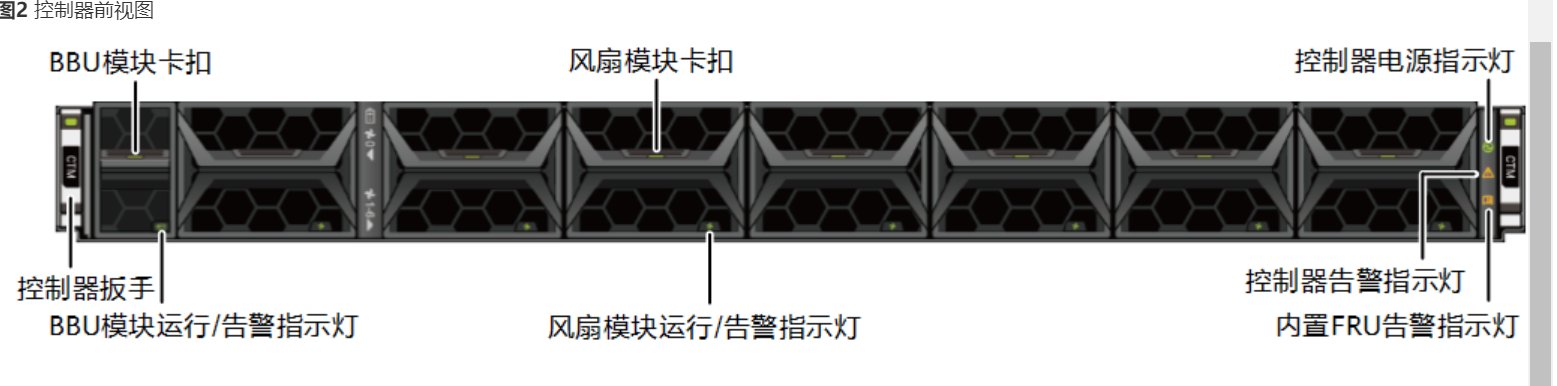 图2 控制器前视图
BBU模块卡扣
风扇模块卡扣
控制器电源指示灯
CTM
0
1-6
CTM
控制器扳手
BBU模块运行/告警指示灯
风扇模块运行/告警指示灯
控制器告警指示灯
内置FRU告警指示灯